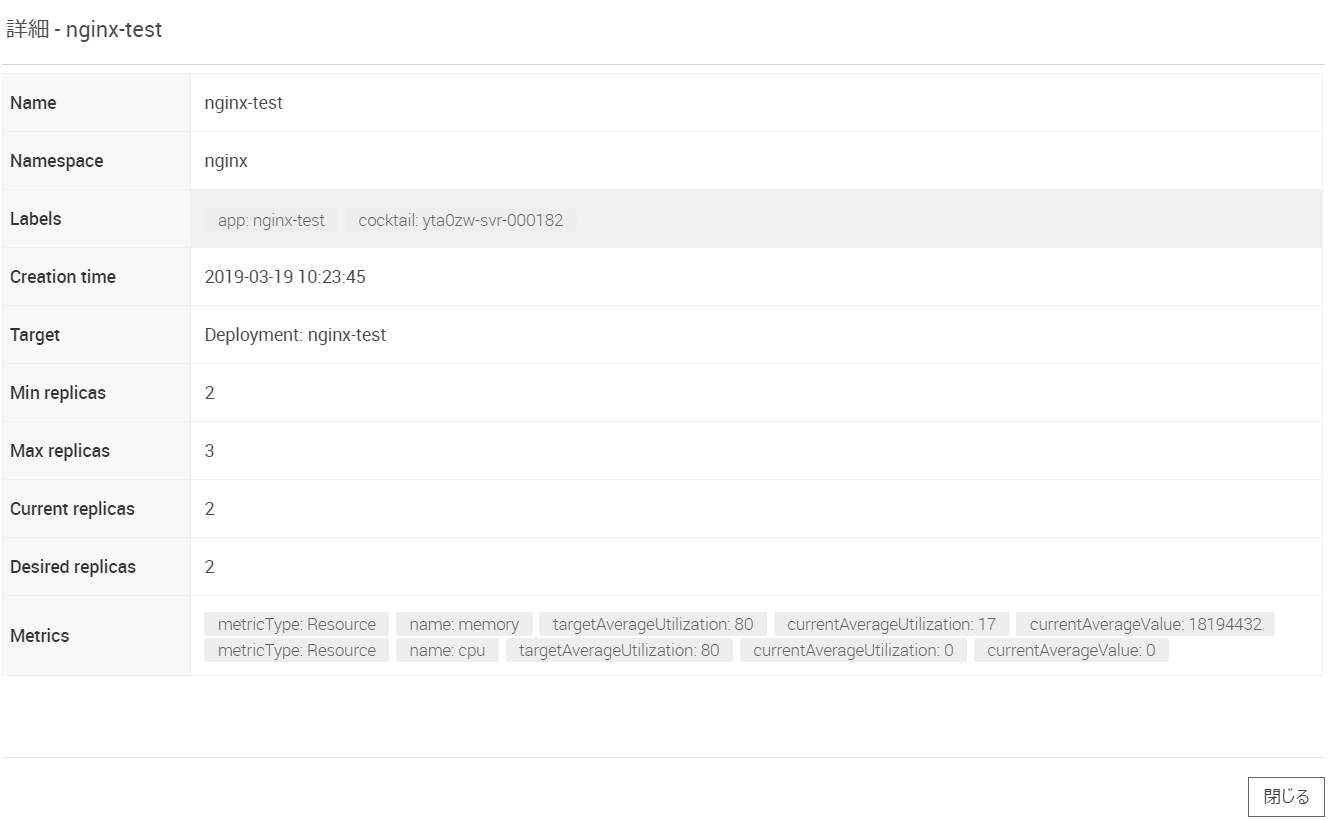 詳細 - nginx-test
Name nginx-test
Namespace nginx
Labels app: nginx-test cocktail: yta0zw-svr-000182
Creation time 2019-03-19 10:23:45
Target Deployment: nginx-test
Min replicas 2
Max replicas 3
Current replicas 2
Desired replicas 2
Metrics metricType: Resource name: memory targetAverageUtilization: 80 currentAverageUtilization: 17 currentAverageValue: 18194432
metricType: Resource name: cpu targetAverageUtilization: 80 currentAverageUtilization: 0 currentAverageValue: 0
閉じる